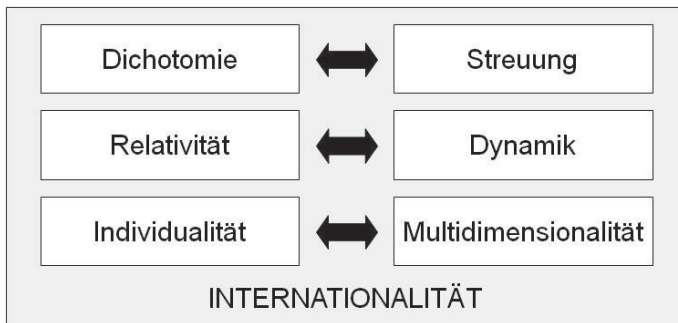 Dichotomie Streuung
Relativität Dynamik
Individualität Multidimensionalität
INTERNATIONALITÄT